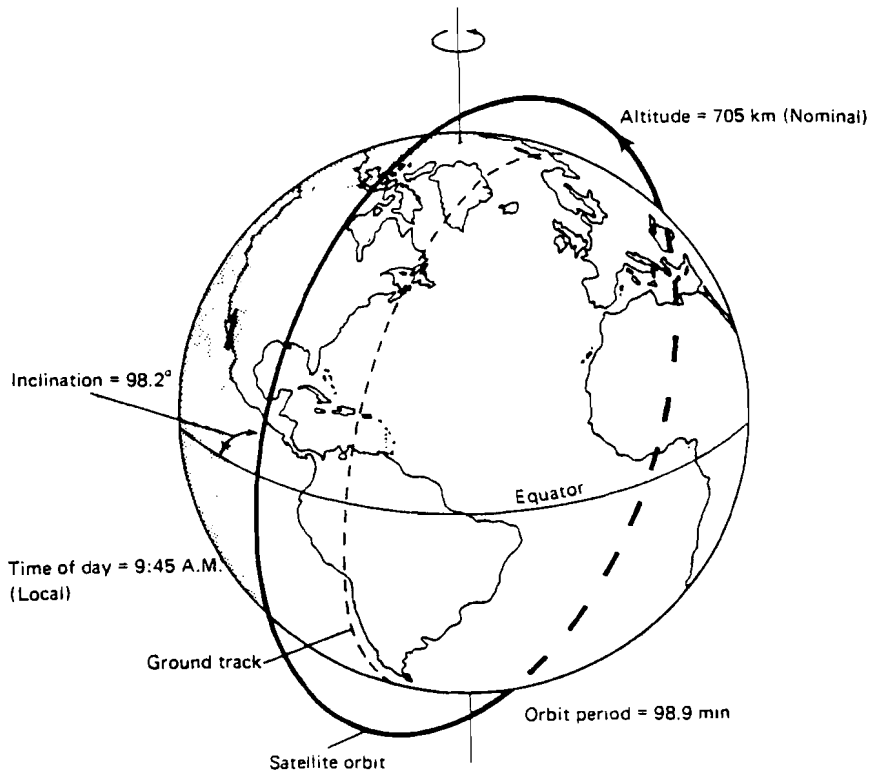 Altitude = 705 km (Nominal)
Inclination = 98.2°
Equator
Time of day = 9:45 A.M.
(Local)
Ground track
Orbit period = 98.9 min
Satellite orbit